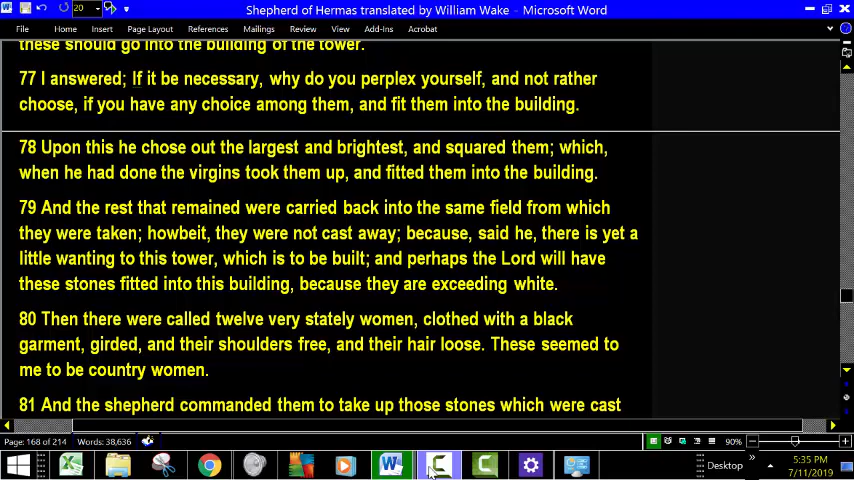 20
Shepherd of Hermas translated by William Wake - Microsoft Word
File Home Insert Page Layout References Mailings Review View Add-Ins Acrobat
these should go into the building of the tower.
77 I answered; If it be necessary, why do you perplex yourself, and not rather
choose, if you have any choice among them, and fit them into the building.
78 Upon this he chose out the largest and brightest, and squared them; which,
when he had done the virgins took them up, and fitted them into the building.
79 And the rest that remained were carried back into the same field from which
they were taken; howbeit, they were not cast away; because, said he, there is yet a
little wanting to this tower, which is to be built; and perhaps the Lord will have
these stones fitted into this building, because they are exceeding white.
80 Then there were called twelve very stately women, clothed with a black
garment, girded, and their shoulders free, and their hair loose. These seemed to
me to be country women.
81 And the shepherd commanded them to take up those stones which were cast
Page: 168 of 214 Words: 38,636 90%
Desktop 5:35 PM
7/11/2019